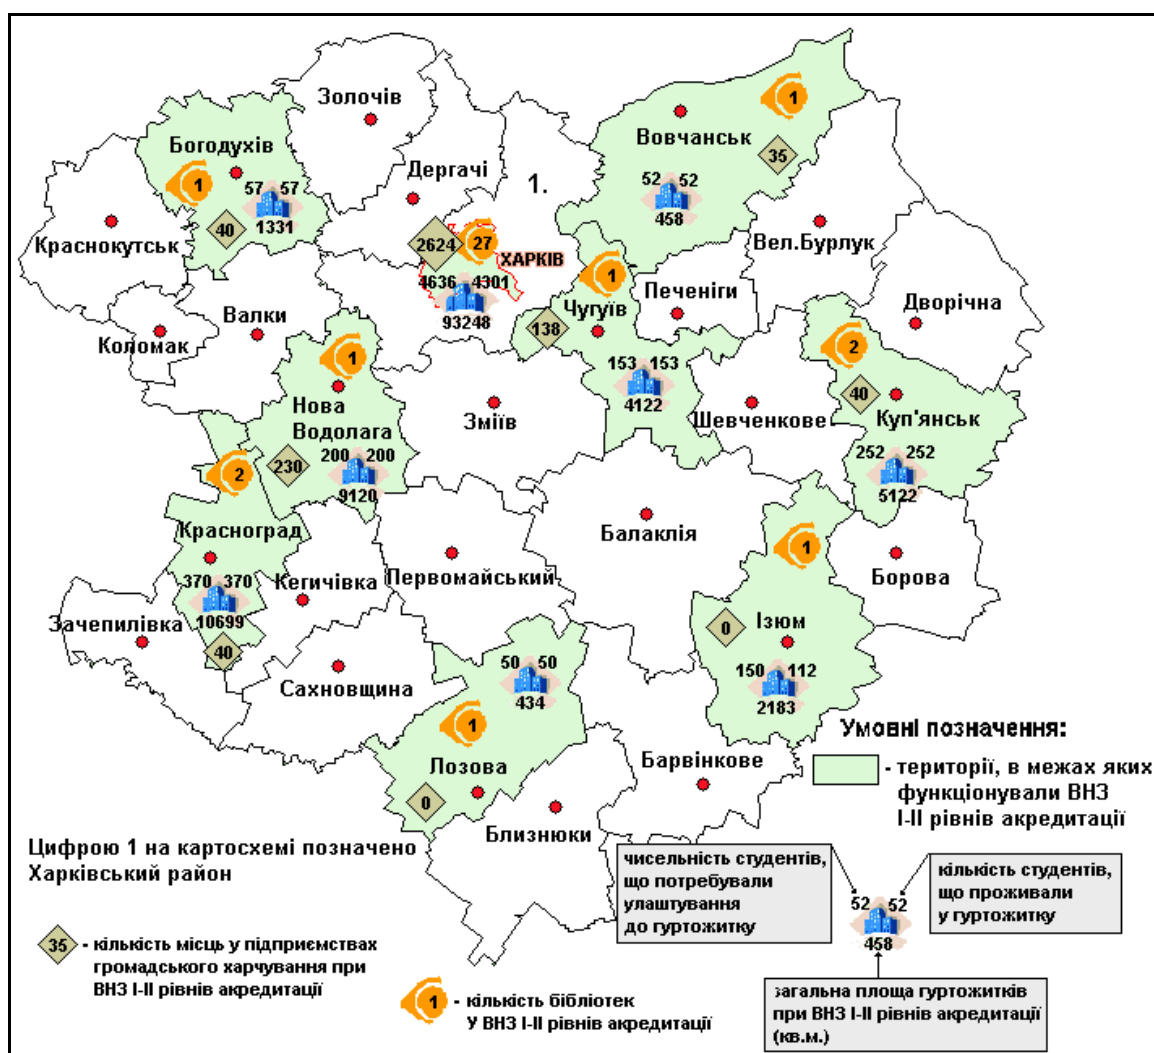 Золочів
1
Вовчанськ
Богодухів
35
Дергачі
1.
1
57 57
1331
52 52
458
40
Краснокутськ
2624
27
ХАРКІВ
Вел.Бурлук
4636 4301
93248
1
Печеніги
Дворічна
Валки
Коломак
138
Чугуїв
1
2
153 153
4122
40
Нова
Водолага
Зміїв
Шевченкове
Куп'янськ
230
200 200
9120
252 252
5122
2
Красноград
Балаклія
1
Кегичівка
Первомайський
Борова
370 370
10699
Зачепилівка
0
Ізюм
40
50 50
434
150 112
2183
Сахновщина
1
Лозова
0
Барвінкове
Близнюки
Умовні позначення:
- території, в межах яких
функціонували ВНЗ
І-ІІ рівнів акредитації
Цифрою 1 на картосхемі позначено
Харківський район
чисельність студентів,
що потребували
улаштування
до гуртожитку
кількість студентів,
що проживали
у гуртожитку
52 52
458
35
- кількість місць у підприємствах
громадського харчування при
ВНЗ І-ІІ рівнів акредитації
1
- кількість бібліотек
У ВНЗ І-ІІ рівнів акредитації
загальна площа гуртожитків
при ВНЗ І-ІІ рівнів акредитації
(кв.м.)